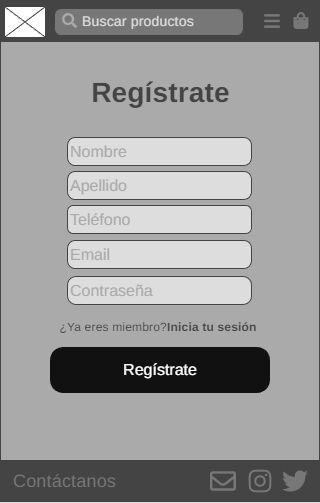 Buscar productos
Regístrate
Nombre
Apellido
Teléfono
Email
Contraseña
¿Ya eres miembro?Inicia tu sesión
Regístrate
Contáctanos